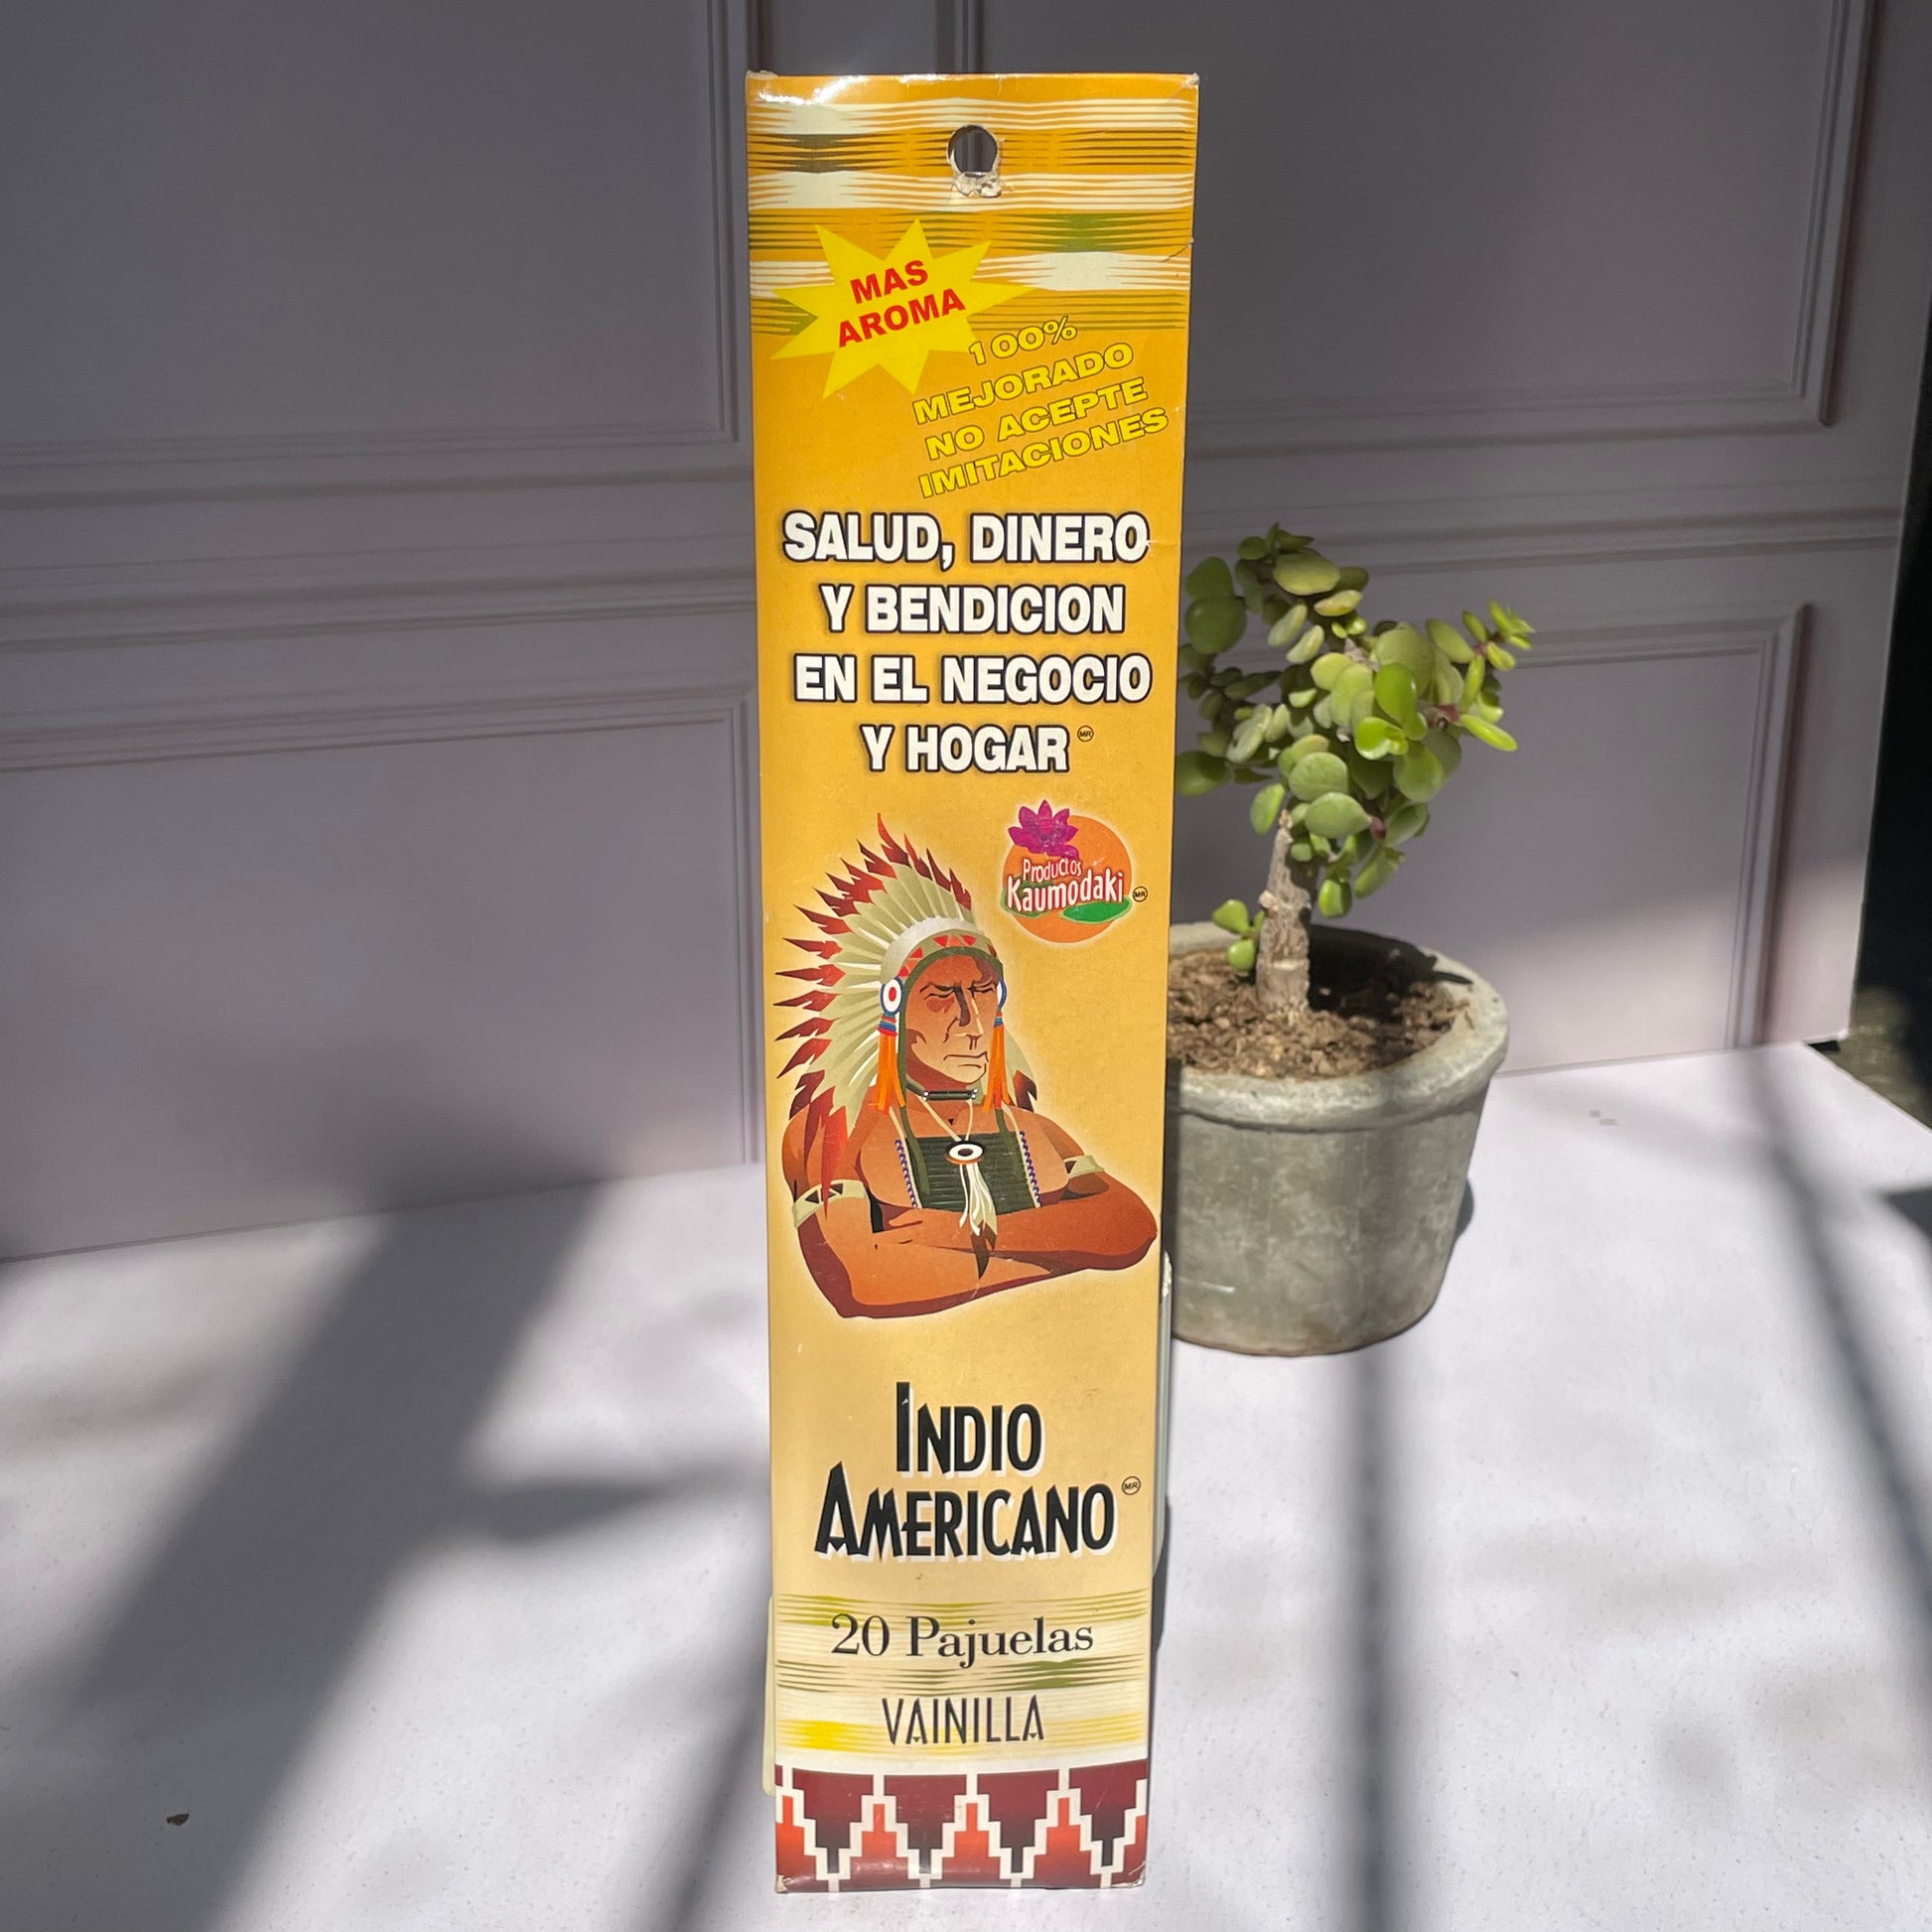 MAS
AROMA
100%
MEJORADO
NO ACEPTE
IMITACIONES
SALUD, DINERO
Y BENDICION
EN EL NEGOCIO
Y HOGAR MR
Productos
Kaumodaki MR
INDIO
AMERICANO MR
20 Pajuelas
VAINILLA